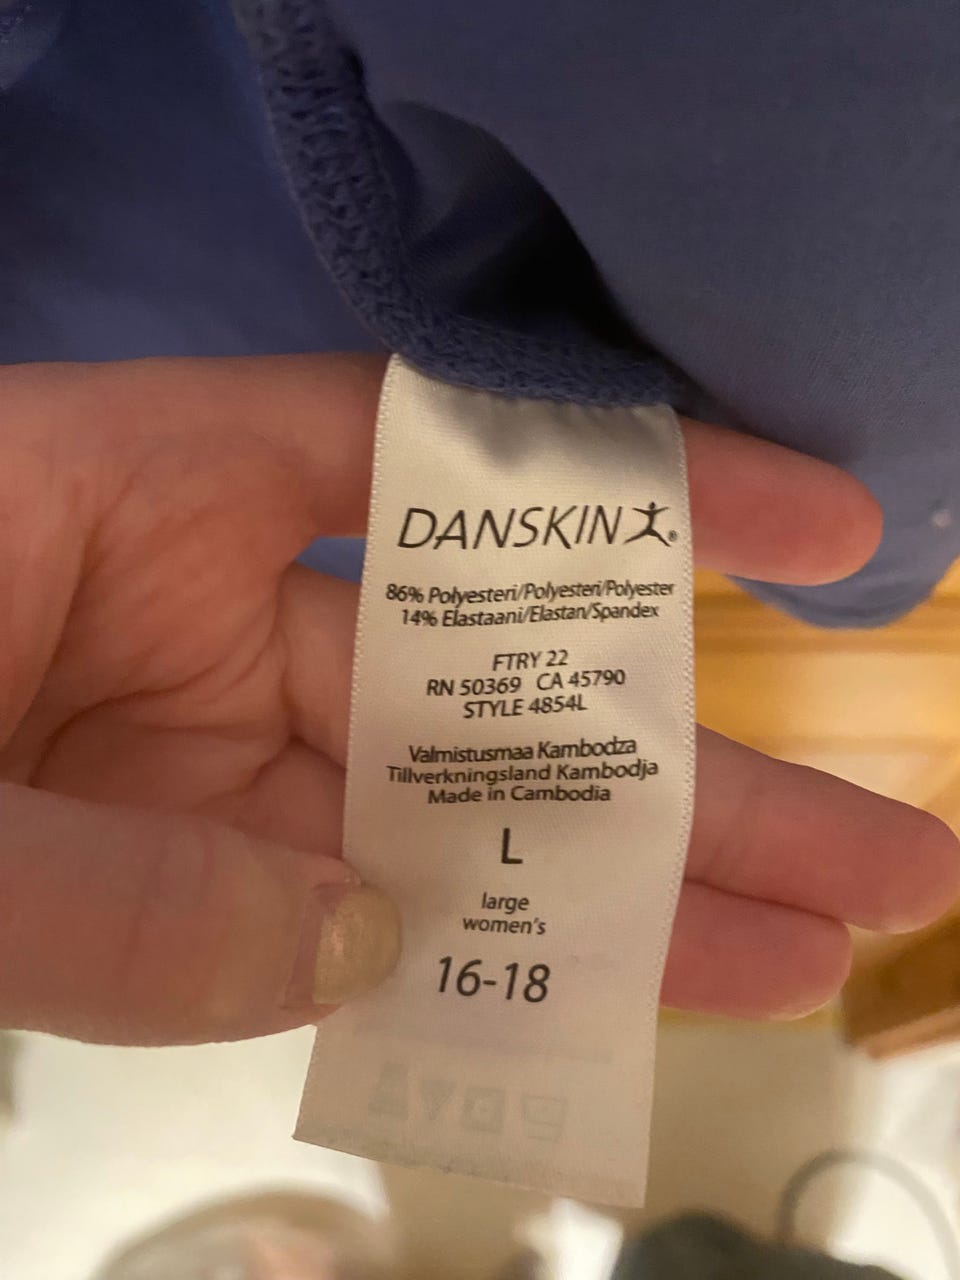 DANSKIN®
86% Polyesteri/Polyesteri/Polyester
14% Elastaani/Elastan/Spandex
FTRY 22
RN 50369 CA 45790
STYLE 4854L
Valmistusmaa Kambodza
Tillverkningsland Kambodja
Made in Cambodia
L
large
women's
16-18